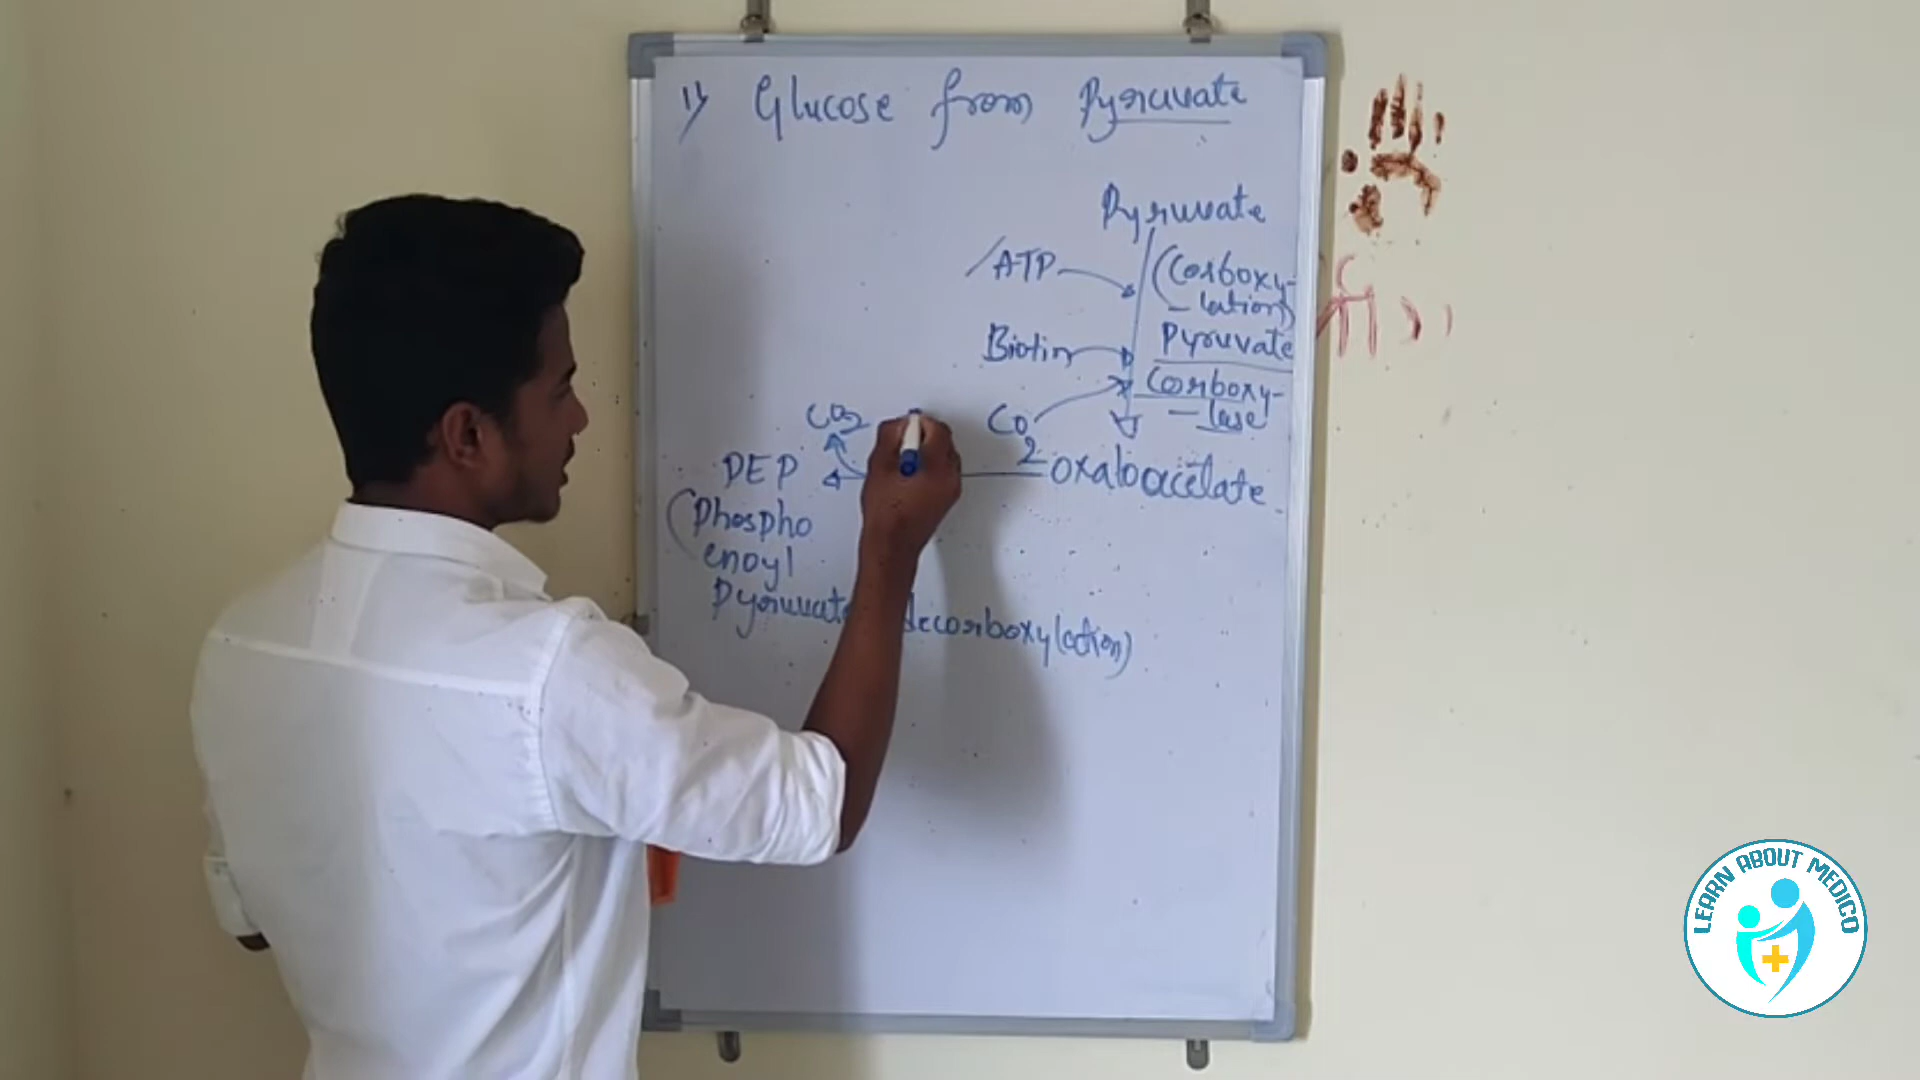 1) Glucose from Pyruvate
Pyruvate
ATP
(Carboxy-
-lation)
Biotin
Pyruvate
Carboxy-
-lase
CO2
CO2
PEP
oxaloacetate
(Phospho
enoyl
Pyruvate
decarboxylation)
LEARN ABOUT MEDICO